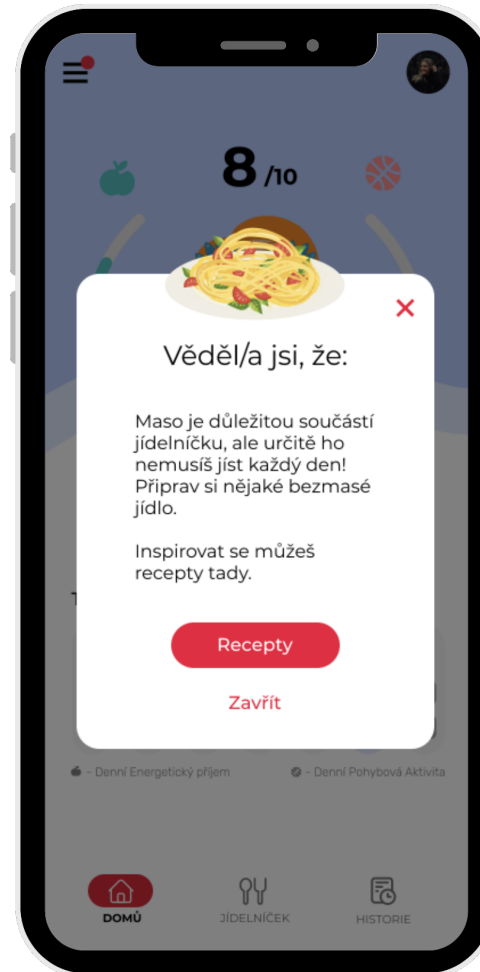 8 /10
Věděl/a jsi, že:
Maso je důležitou součástí
jídelníčku, ale určitě ho
nemusíš jíst každý den!
Připrav si nějaké bezmasé
jídlo.
Inspirovat se můžeš
recepty tady.
Recepty
Zavřít
- Denní Energetický příjem
- Denní Pohybová Aktivita
DOMŮ
JÍDELNÍČEK
HISTORIE